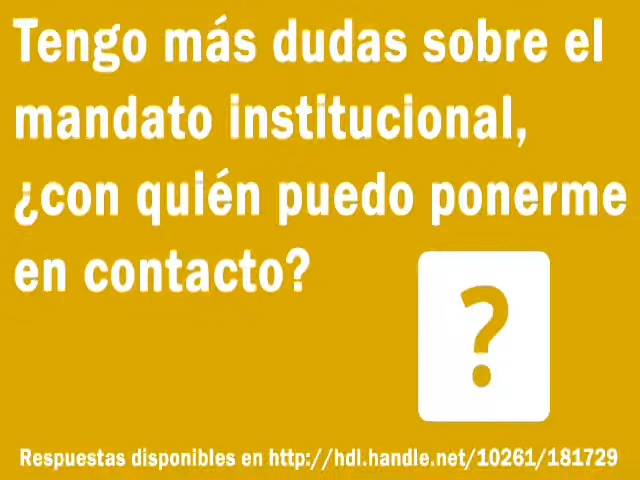 Tengo más dudas sobre el
mandato institucional,
¿con quién puedo ponerme
en contacto?
?
Respuestas disponibles en http://hdl.handle.net/10261/181729